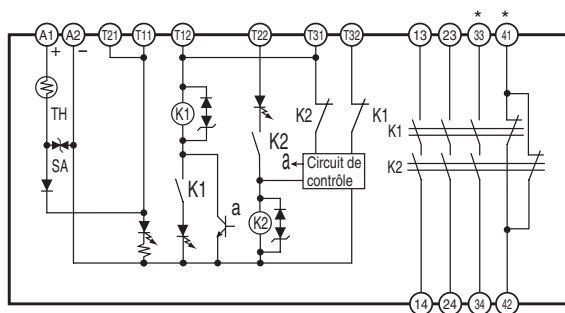 * *
A1 A2 T21 T11 T12 T22 T31 T32 13 23 33 41
+ −
TH
SA
K1
K1
a
K2
K2
K2
K1
a
Circuit de
contrôle
K1
K2
14 24 34 42